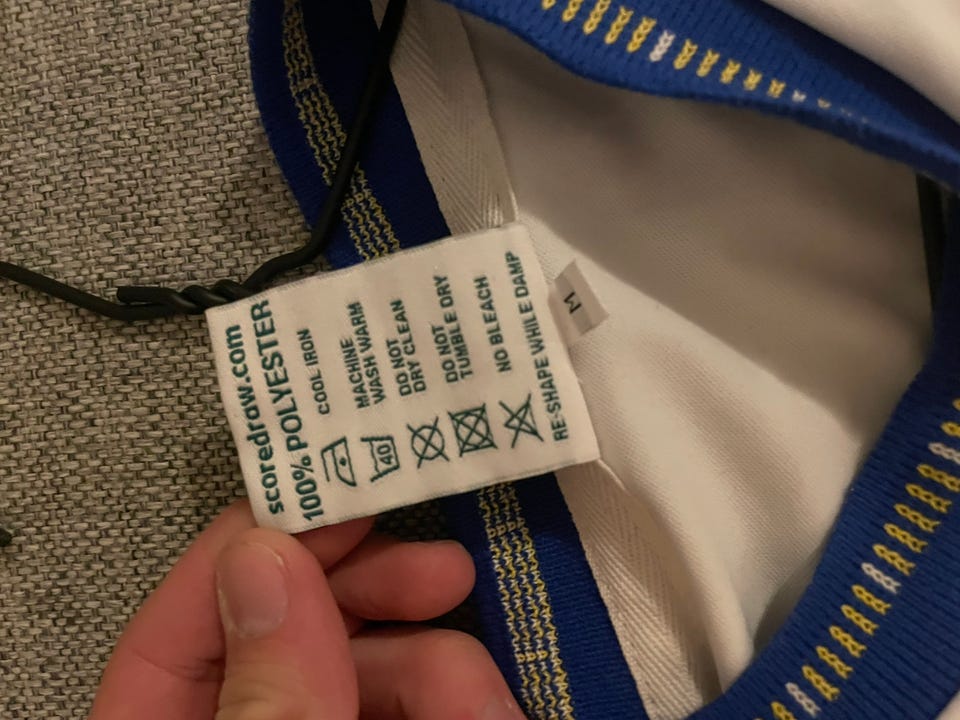 scoredraw.com
100% POLYESTER
COOL IRON
MACHINE
WASH WARM
40
DO NOT
DRY CLEAN
DO NOT
TUMBLE DRY
NO BLEACH
RE-SHAPE WHILE DAMP
M